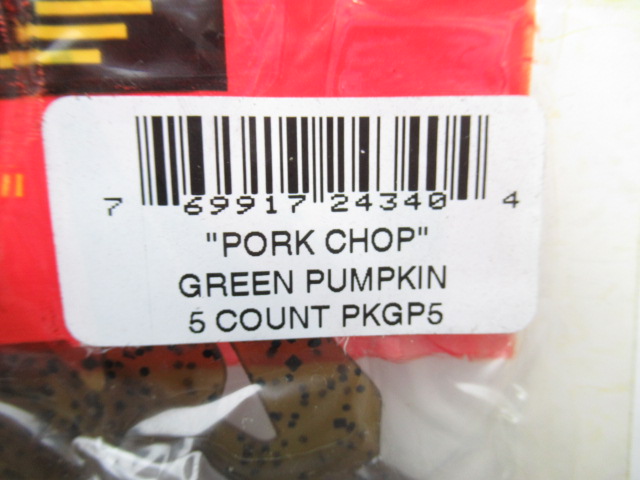 7 69917 24340 4
"PORK CHOP"
GREEN PUMPKIN
5 COUNT PKGP5